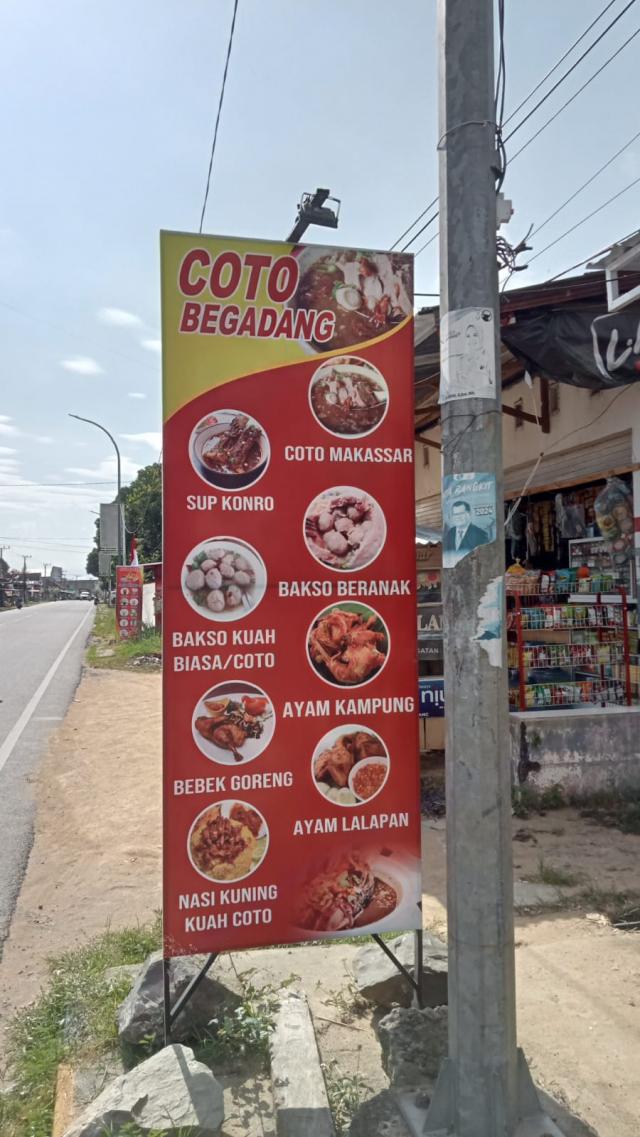 COTO
BEGADANG
COTO MAKASSAR
SUP KONRO
BAKSO BERANAK
BAKSO KUAH
BIASA/COTO
AYAM KAMPUNG
BEBEK GORENG
AYAM LALAPAN
NASI KUNING
KUAH COTO
2024